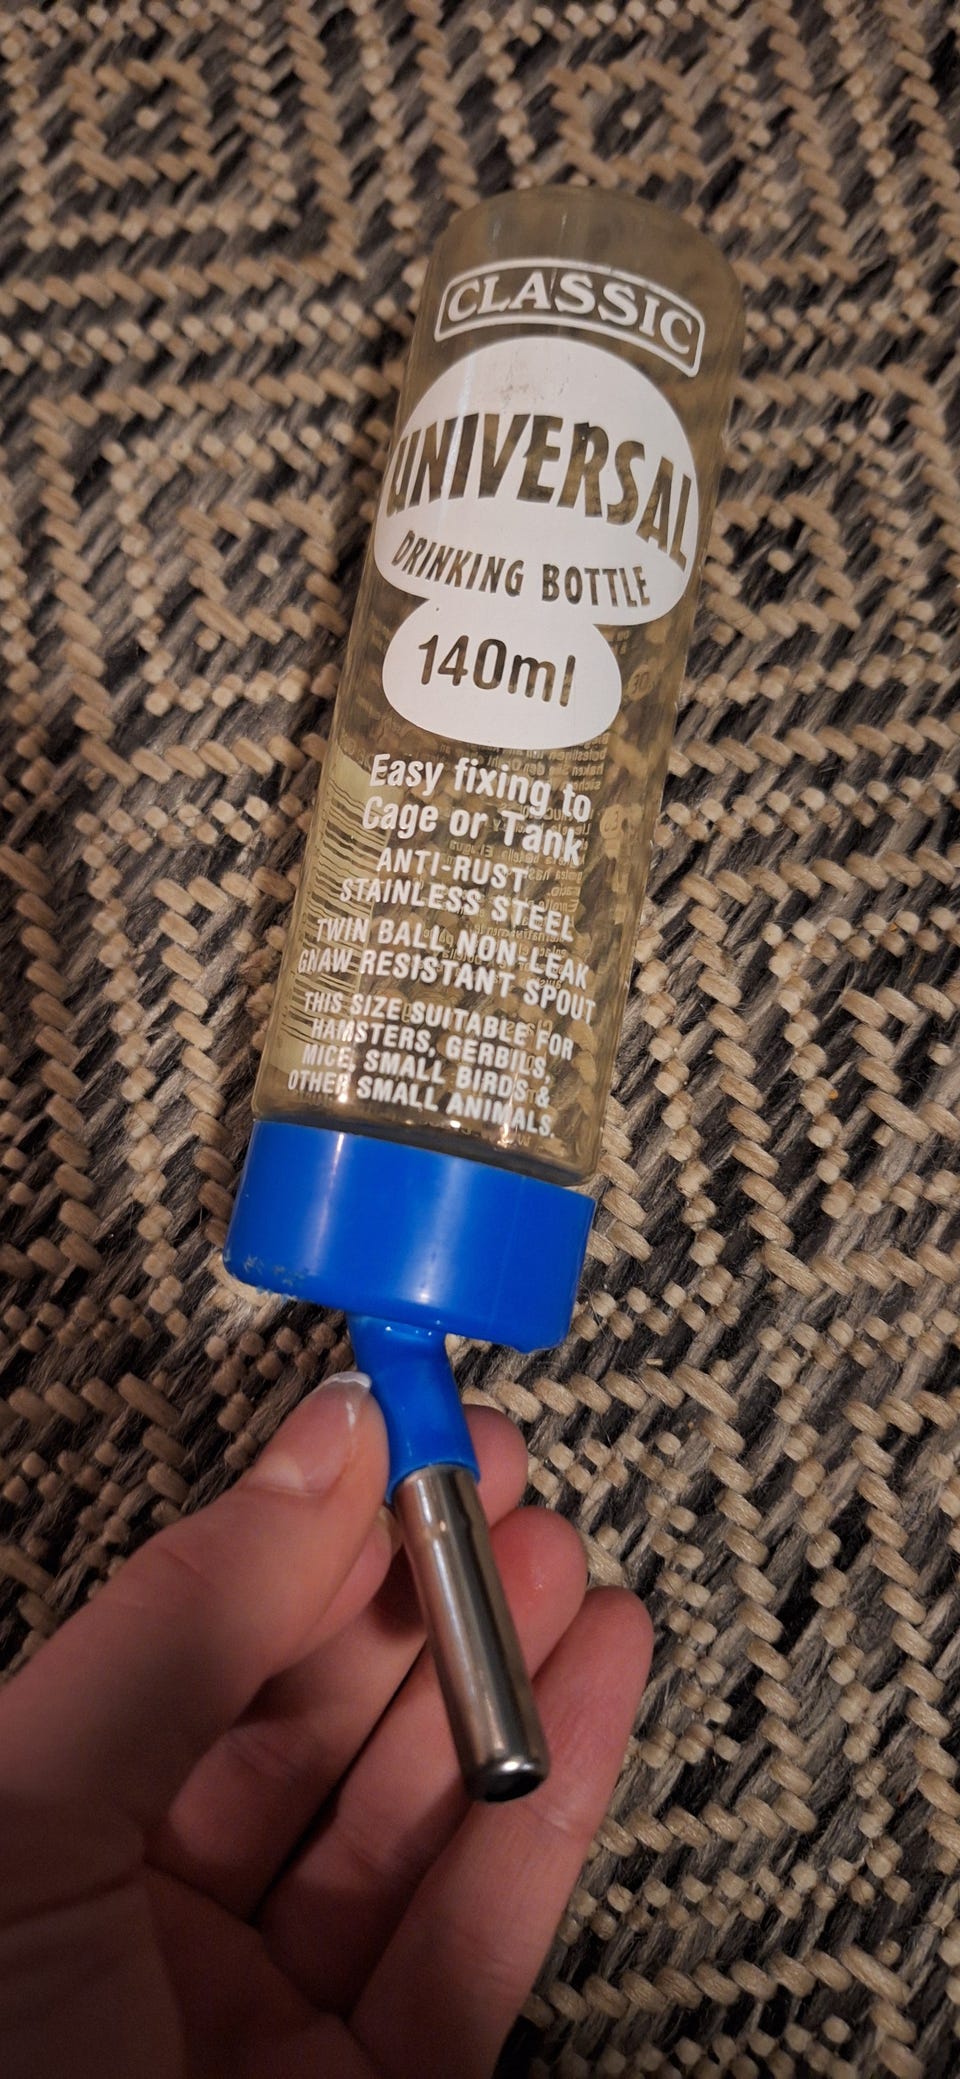 CLASSIC
UNIVERSAL
DRINKING BOTTLE
140ml
Easy fixing to
Cage or Tank
ANTI-RUST
STAINLESS STEEL
TWIN BALL NON-LEAK
GNAW RESISTANT SPOUT
THIS SIZE SUITABLE FOR
HAMSTERS, GERBILS,
MICE, SMALL BIRDS &
OTHER SMALL ANIMALS.